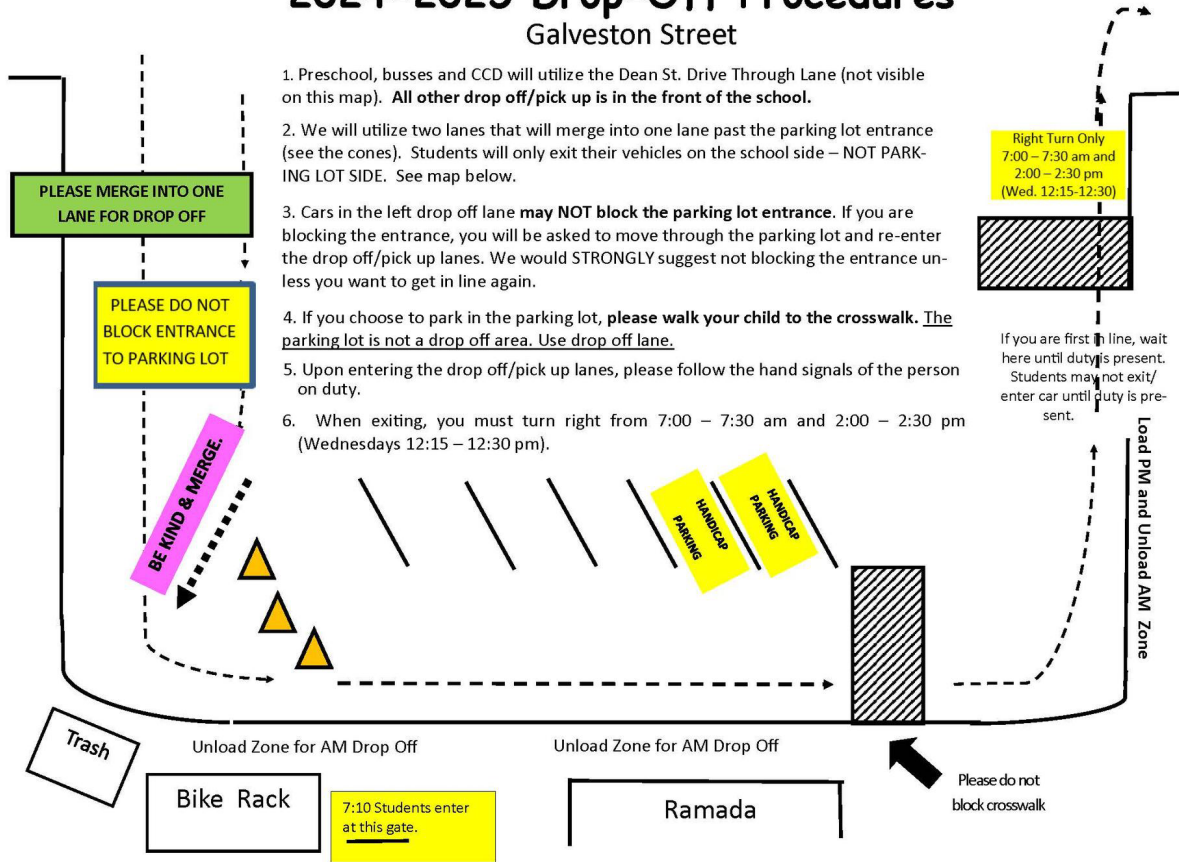 2024-2025 Drop-Off Procedures
Galveston Street
1. Preschool, busses and CCD will utilize the Dean St. Drive Through Lane (not visible
on this map). All other drop off/pick up is in the front of the school.
2. We will utilize two lanes that will merge into one lane past the parking lot entrance
(see the cones). Students will only exit their vehicles on the school side – NOT PARK-
ING LOT SIDE. See map below.
3. Cars in the left drop off lane may NOT block the parking lot entrance. If you are
blocking the entrance, you will be asked to move through the parking lot and re-enter
the drop off/pick up lanes. We would STRONGLY suggest not blocking the entrance un-
less you want to get in line again.
4. If you choose to park in the parking lot, please walk your child to the crosswalk. The
parking lot is not a drop off area. Use drop off lane.
5. Upon entering the drop off/pick up lanes, please follow the hand signals of the person
on duty.
6. When exiting, you must turn right from 7:00 – 7:30 am and 2:00 – 2:30 pm
(Wednesdays 12:15 – 12:30 pm).
PLEASE MERGE INTO ONE
LANE FOR DROP OFF
PLEASE DO NOT
BLOCK ENTRANCE
TO PARKING LOT
BE KIND & MERGE.
Right Turn Only
7:00 – 7:30 am and
2:00 – 2:30 pm
(Wed. 12:15-12:30)
If you are first in line, wait
here until duty is present.
Students may not exit/
enter car until duty is pre-
sent.
Load PM and Unload AM Zone
HANDICAP
PARKING
HANDICAP
PARKING
Trash
Unload Zone for AM Drop Off
Unload Zone for AM Drop Off
Bike Rack
7:10 Students enter
at this gate.
Ramada
Please do not
block crosswalk